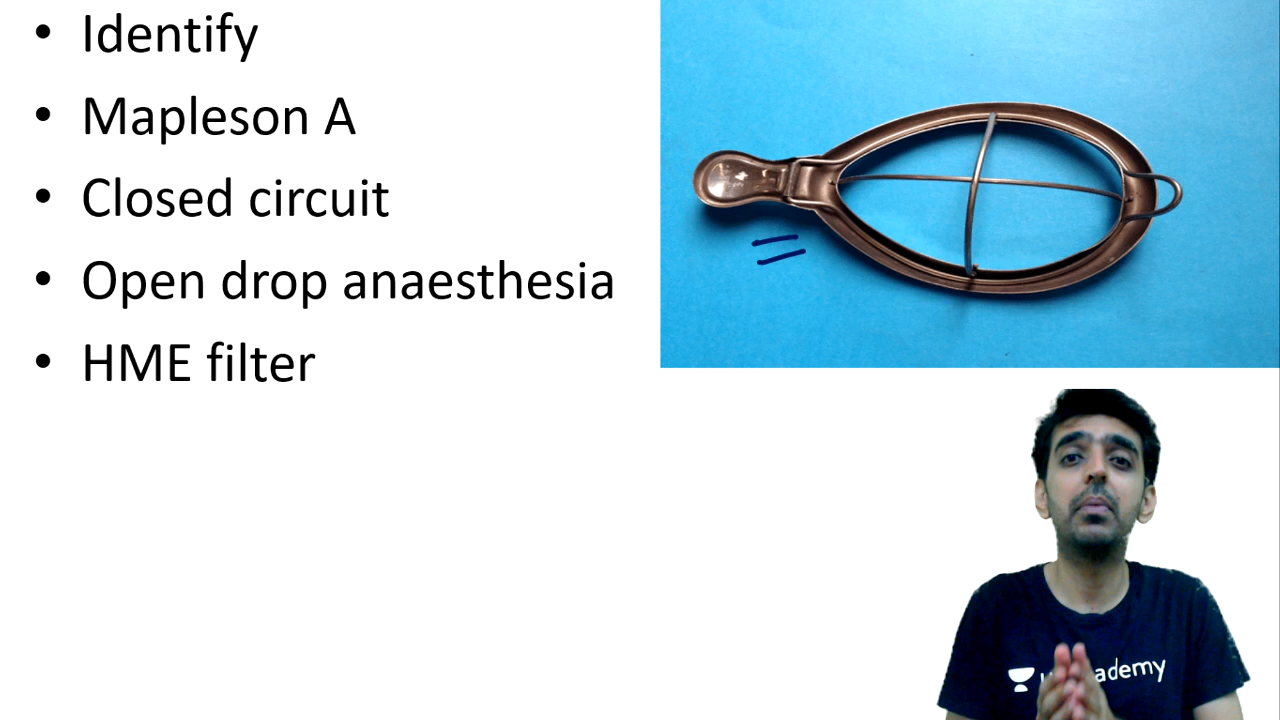 Identify
Mapleson A
Closed circuit
Open drop anaesthesia
HME filter